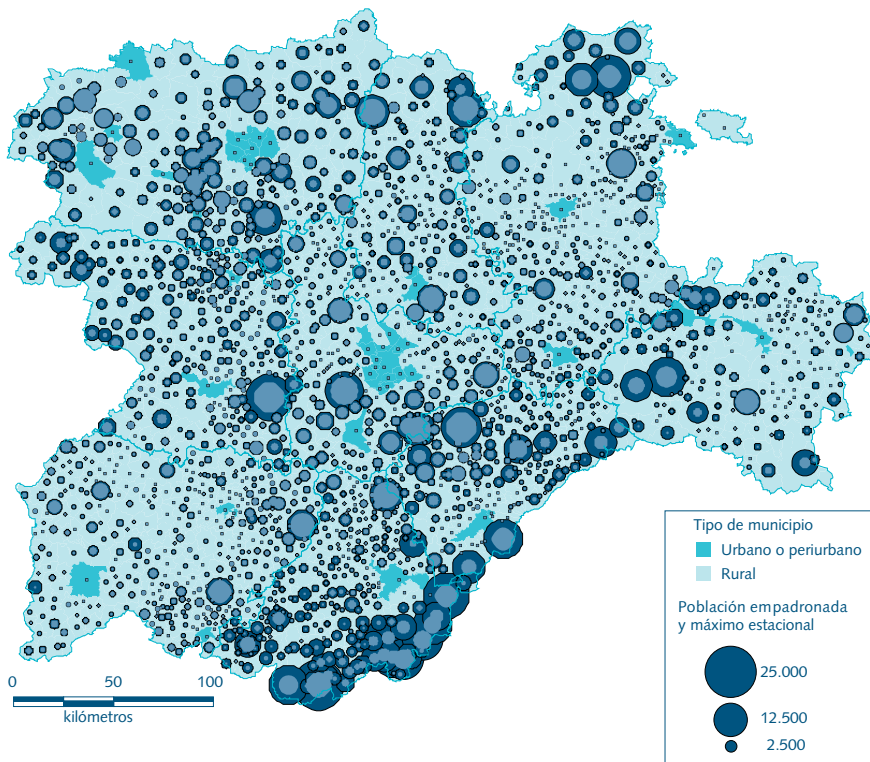 Tipo de municipio
Urbano o periurbano
Rural
Población empadronada
y máximo estacional
25.000
12.500
2.500
0 50 100
kilómetros